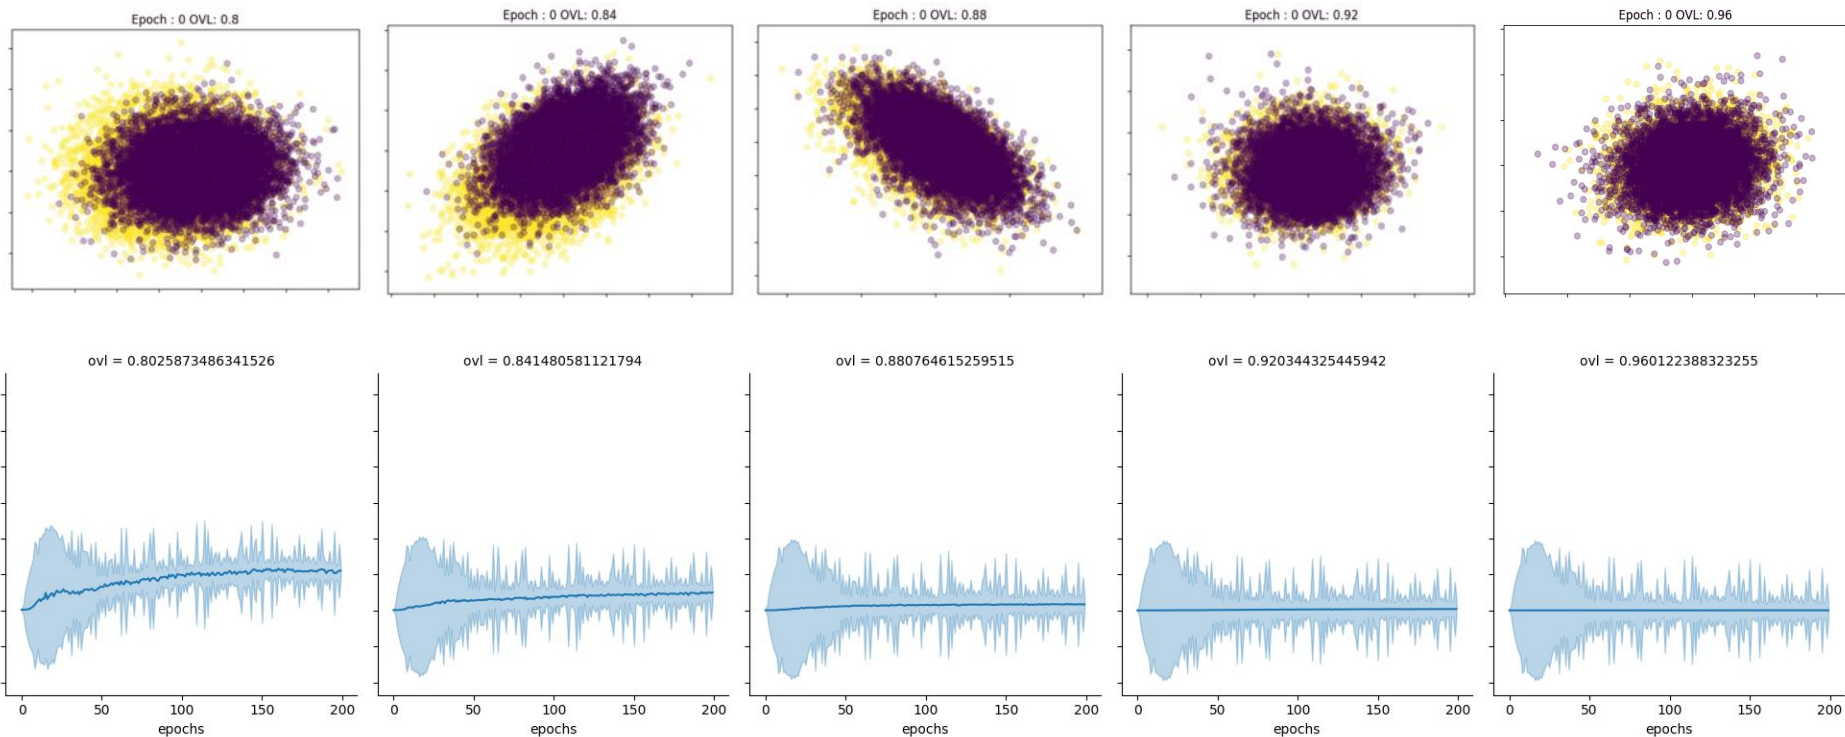 Epoch : 0 OVL: 0.8
Epoch : 0 OVL: 0.84
Epoch : 0 OVL: 0.88
Epoch : 0 OVL: 0.92
Epoch : 0 OVL: 0.96
ovl = 0.8025873486341526
ovl = 0.841480581121794
ovl = 0.880764615259515
ovl = 0.920344325445942
ovl = 0.960122388323255
0 50 100 150 200
epochs
0 50 100 150 200
epochs
0 50 100 150 200
epochs
0 50 100 150 200
epochs
0 50 100 150 200
epochs